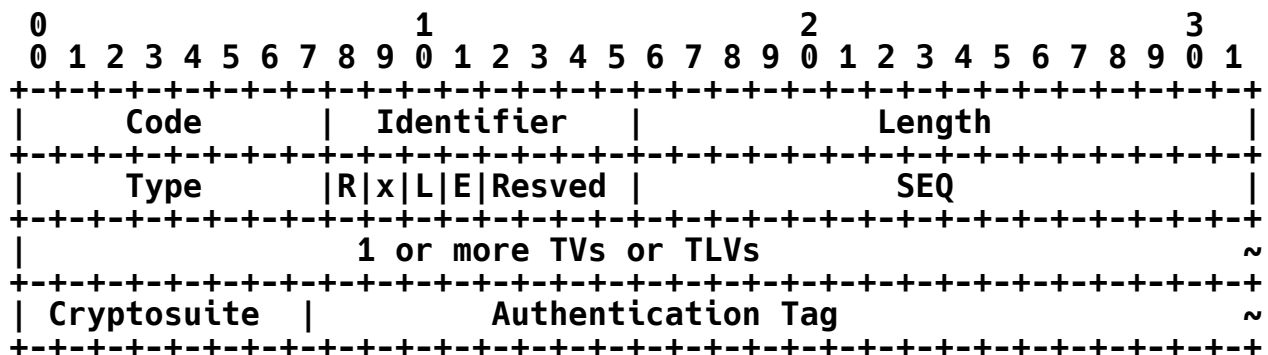 0                   1                   2                   3
 0 1 2 3 4 5 6 7 8 9 0 1 2 3 4 5 6 7 8 9 0 1 2 3 4 5 6 7 8 9 0 1
+-+-+-+-+-+-+-+-+-+-+-+-+-+-+-+-+-+-+-+-+-+-+-+-+-+-+-+-+-+-+-+-+
|     Code      |  Identifier   |            Length             |
+-+-+-+-+-+-+-+-+-+-+-+-+-+-+-+-+-+-+-+-+-+-+-+-+-+-+-+-+-+-+-+-+
|     Type      |R|x|L|E|Resved |             SEQ               |
+-+-+-+-+-+-+-+-+-+-+-+-+-+-+-+-+-+-+-+-+-+-+-+-+-+-+-+-+-+-+-+-+
|                 1 or more TVs or TLVs                         ~
+-+-+-+-+-+-+-+-+-+-+-+-+-+-+-+-+-+-+-+-+-+-+-+-+-+-+-+-+-+-+-+-+
| Cryptosuite  |         Authentication Tag                     ~
+-+-+-+-+-+-+-+-+-+-+-+-+-+-+-+-+-+-+-+-+-+-+-+-+-+-+-+-+-+-+-+-+